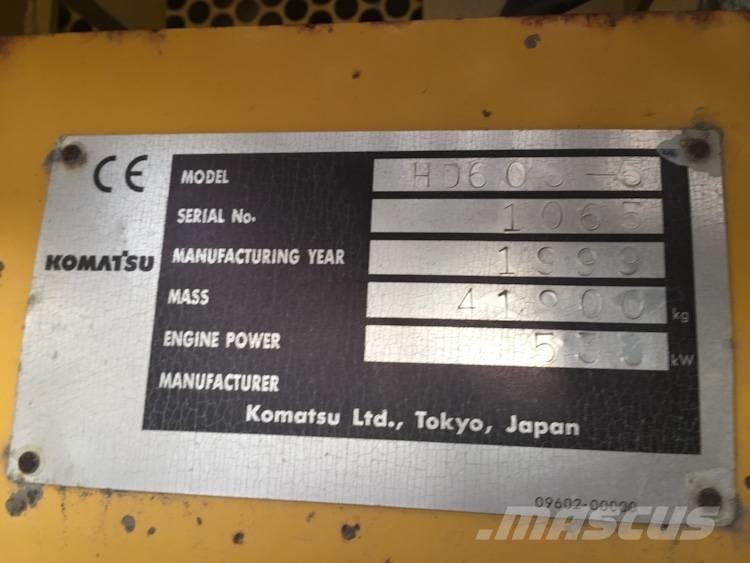 CE
KOMATSU
MODEL HD605-5
SERIAL No. 1065
MANUFACTURING YEAR 1999
MASS kg
ENGINE POWER kW
MANUFACTURER
Komatsu Ltd., Tokyo, Japan
09602-00000
MASCUS